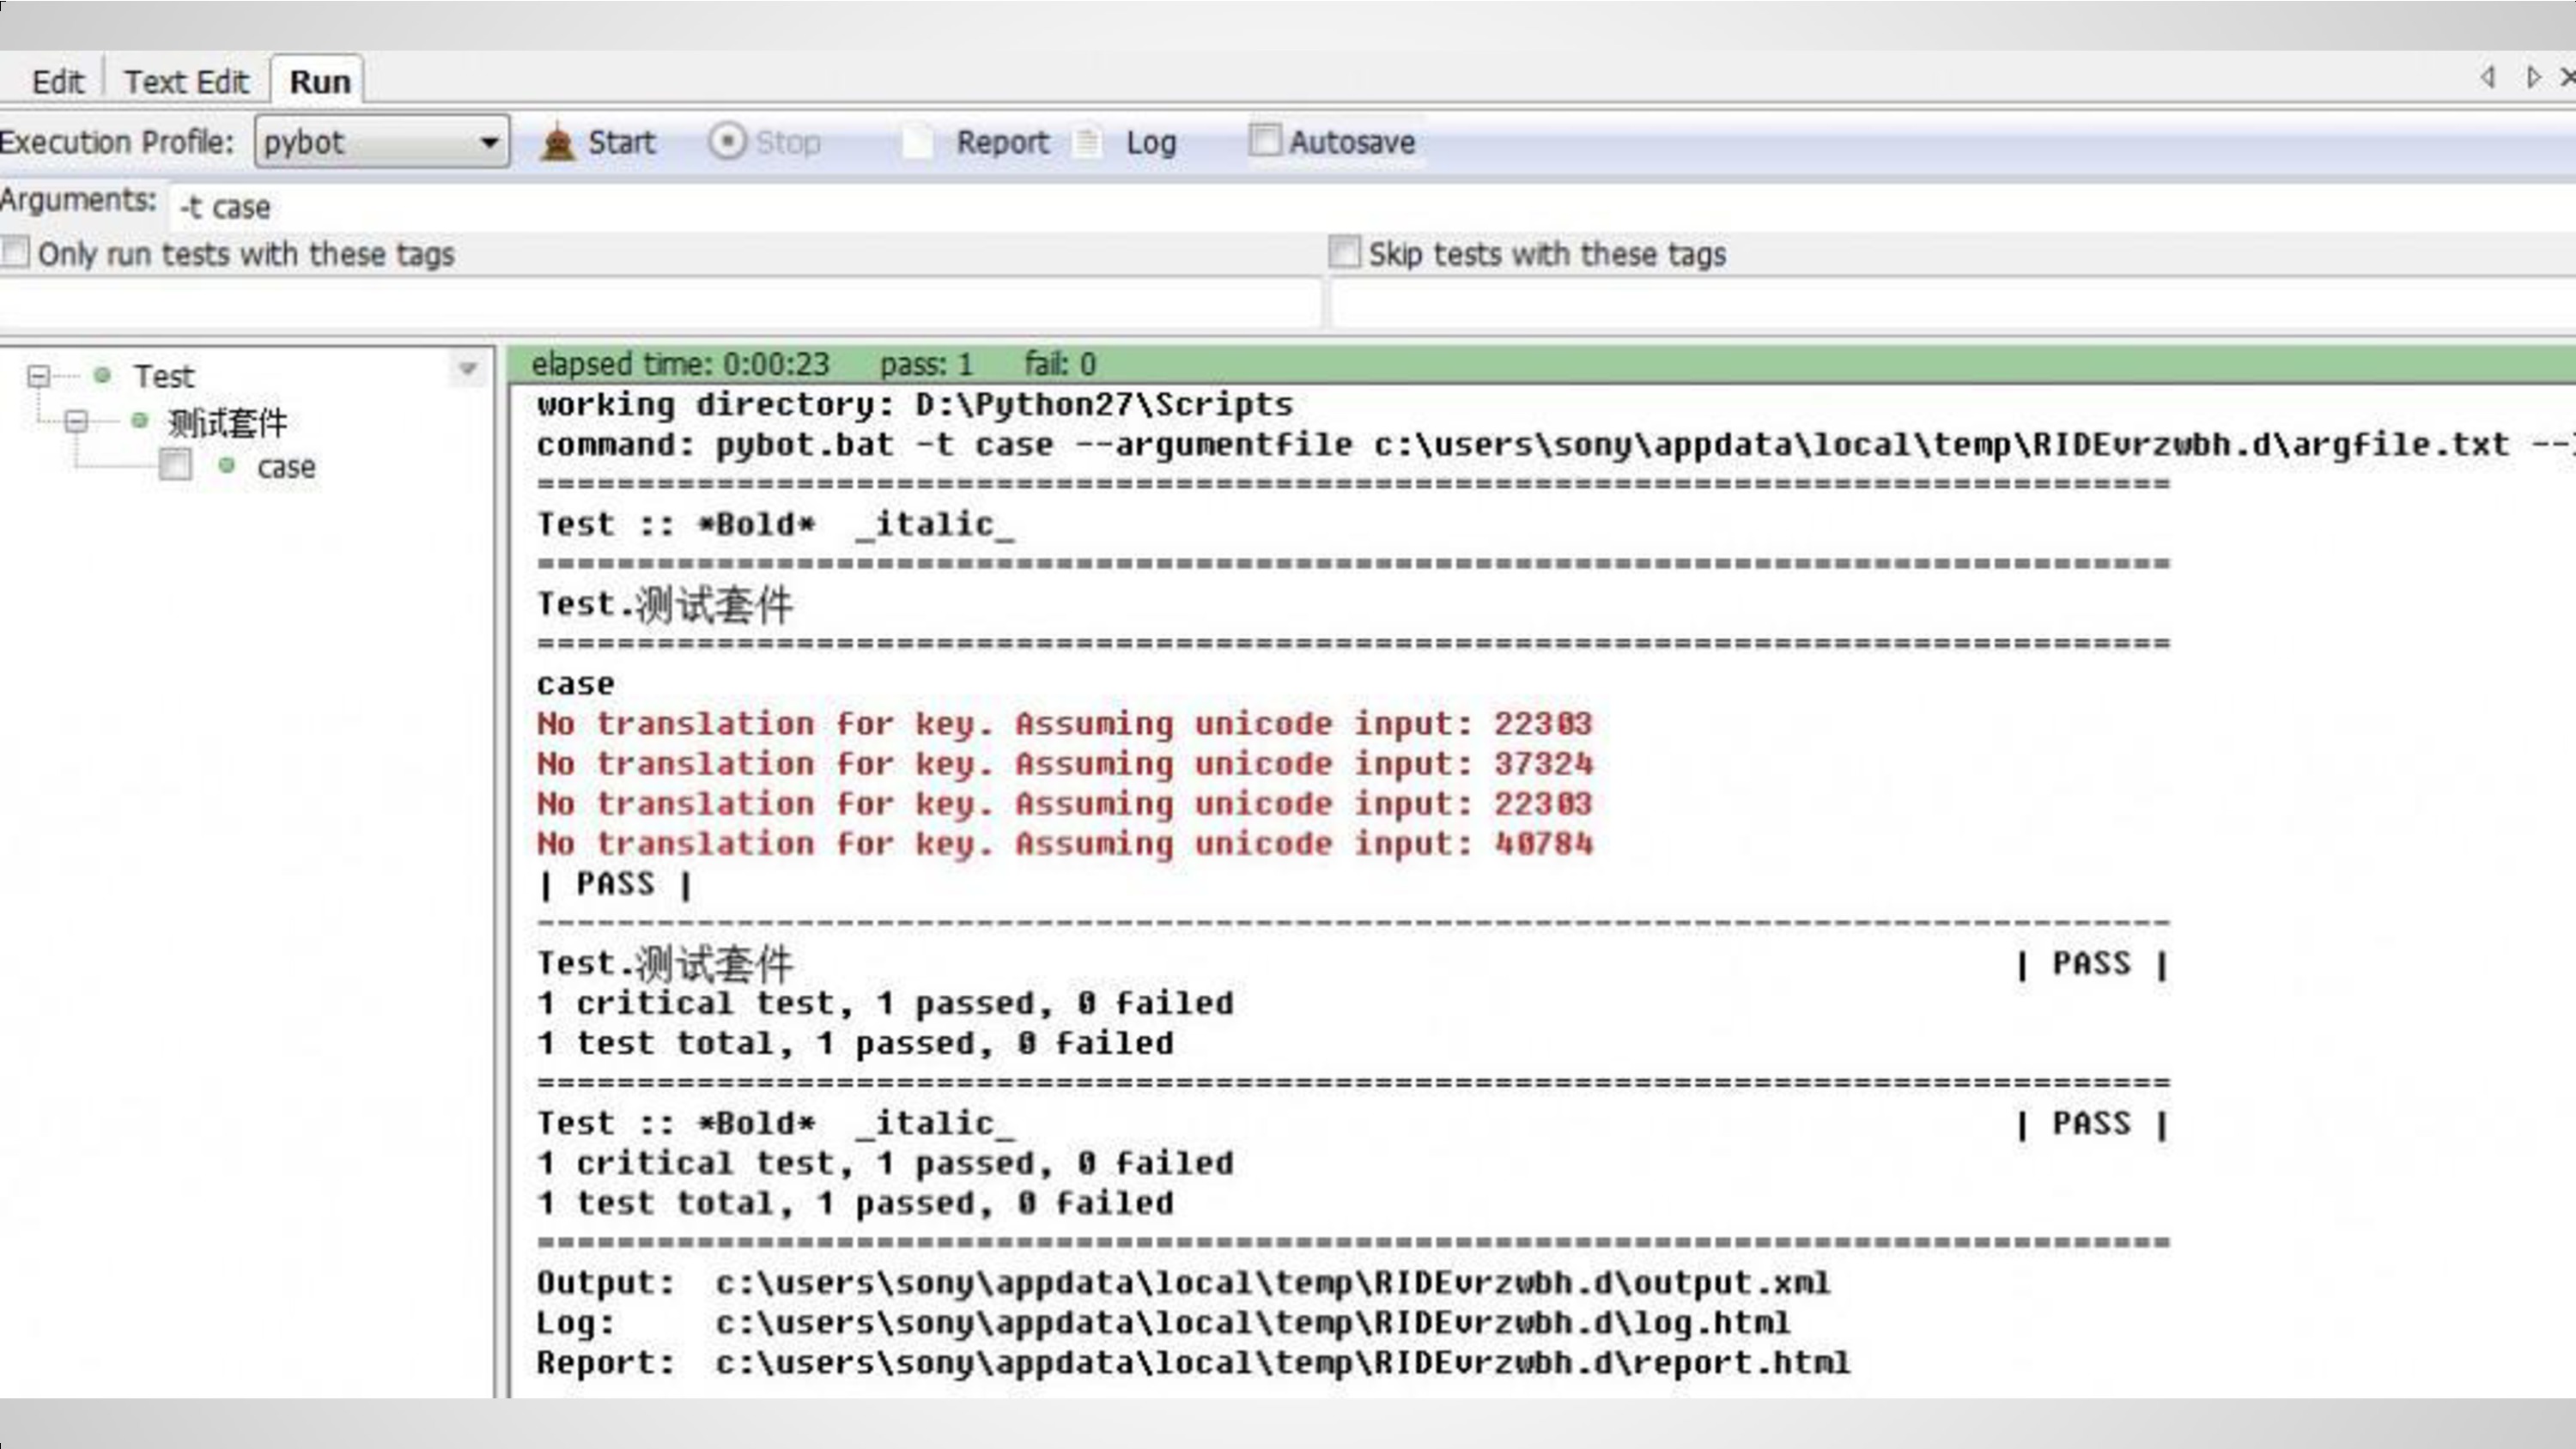 Edit Text Edit Run
Execution Profile: pybot Start Stop Report Log Autosave
Arguments: -t case
Only run tests with these tags Skip tests with these tags
Test
测试套件
case
elapsed time: 0:00:23 pass: 1 fail: 0
working directory: D:\Python27\Scripts
command: pybot.bat -t case --argumentfile c:\users\sony\appdata\local\temp\RIDEvrzwbh.d\argfile.txt --
==================================================================================
Test :: *Bold* _italic_
==================================================================================
Test.测试套件
==================================================================================
case
No translation for key. Assuming unicode input: 22303
No translation for key. Assuming unicode input: 37324
No translation for key. Assuming unicode input: 22303
No translation for key. Assuming unicode input: 40784
| PASS |
----------------------------------------------------------------------------------
Test.测试套件 | PASS |
1 critical test, 1 passed, 0 failed
1 test total, 1 passed, 0 failed
==================================================================================
Test :: *Bold* _italic_ | PASS |
1 critical test, 1 passed, 0 failed
1 test total, 1 passed, 0 failed
==================================================================================
Output: c:\users\sony\appdata\local\temp\RIDEvrzwbh.d\output.xml
Log: c:\users\sony\appdata\local\temp\RIDEvrzwbh.d\log.html
Report: c:\users\sony\appdata\local\temp\RIDEvrzwbh.d\report.html